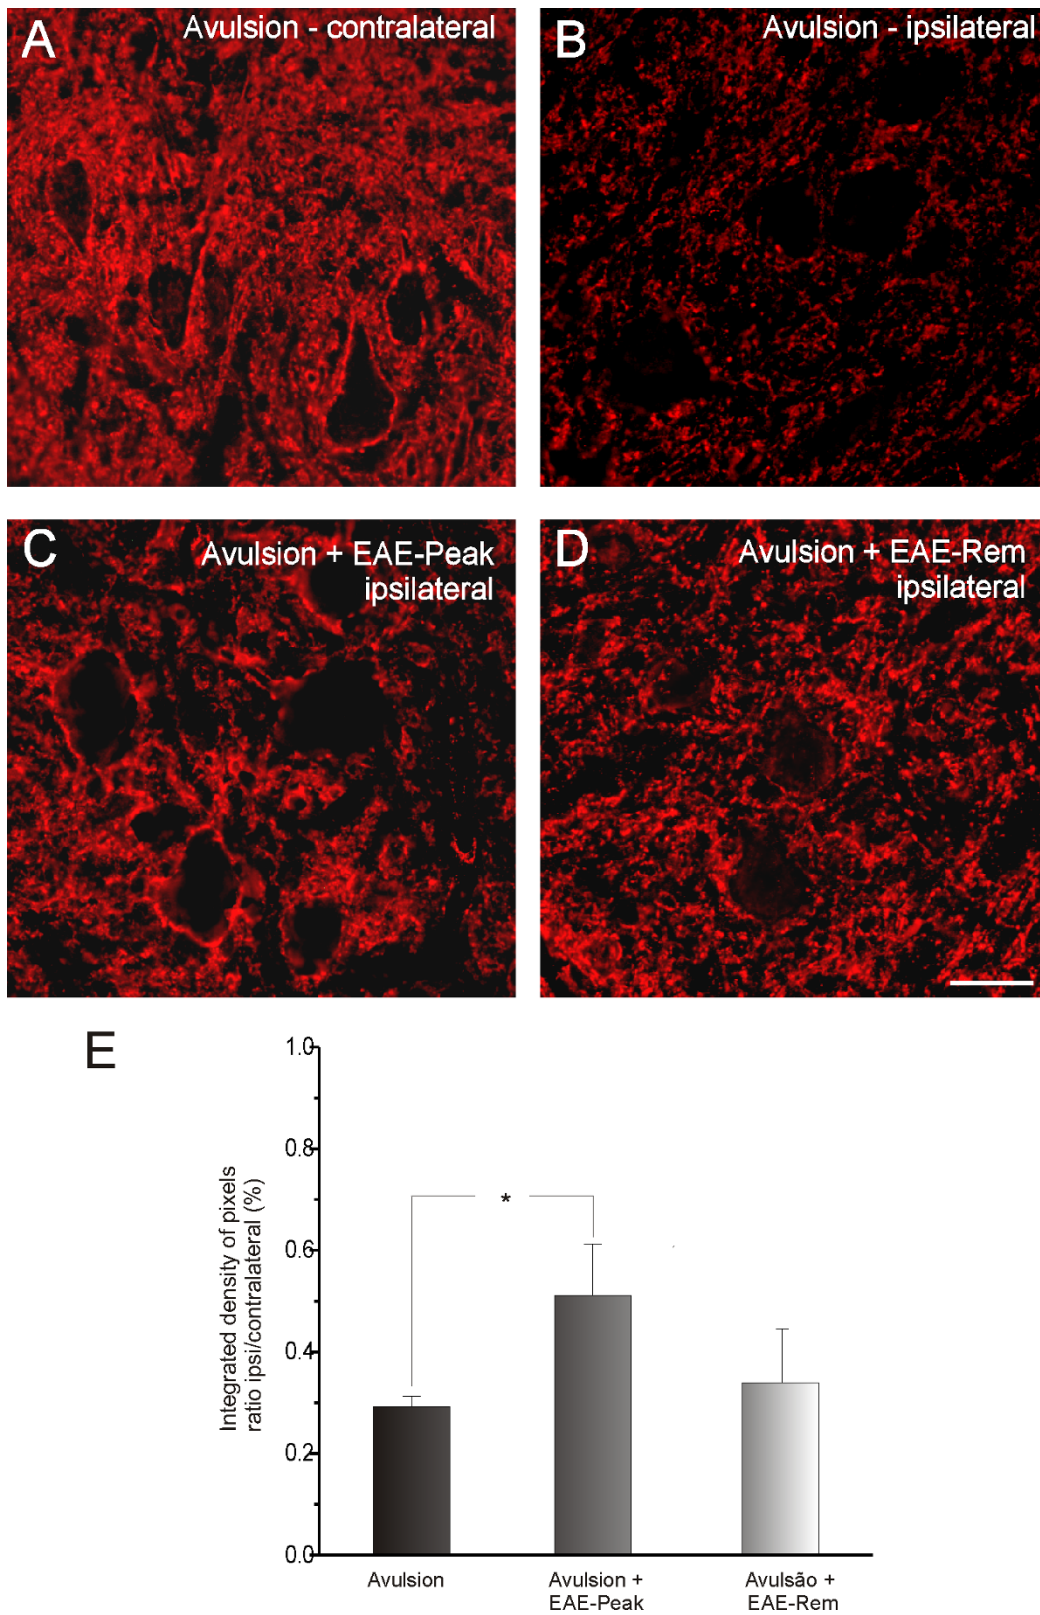 A
Avulsion - contralateral
B
Avulsion - ipsilateral
C
Avulsion + EAE-Peak
ipsilateral
D
Avulsion + EAE-Rem
ipsilateral
E
Integrated density of pixels
ratio ipsi/contralateral (%)
1.0
0.8
0.6
0.4
0.2
0.0
*
Avulsion
Avulsion +
EAE-Peak
Avulsão +
EAE-Rem